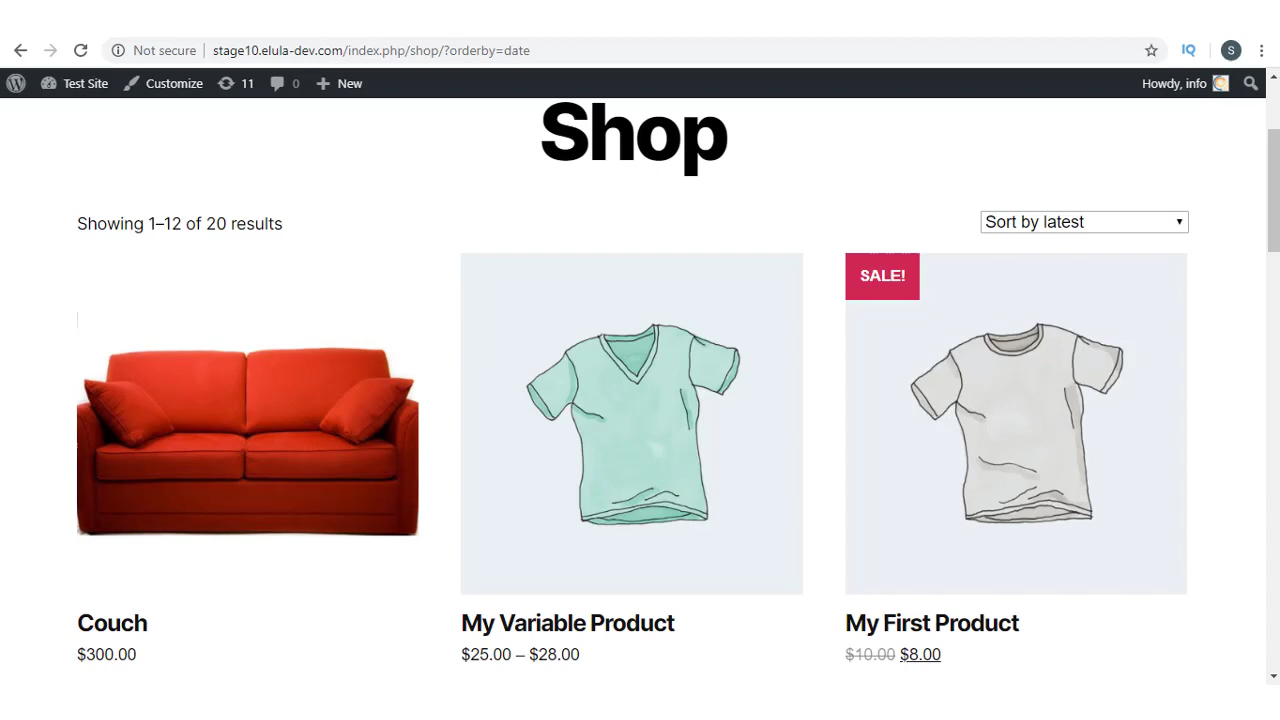 Not secure stage10.elula-dev.com/index.php/shop/?orderby=date IQ S
Test Site Customize 11 0 New Howdy, info
Shop
Showing 1–12 of 20 results Sort by latest
SALE!
Couch My Variable Product My First Product
$300.00 $25.00 – $28.00 $10.00 $8.00